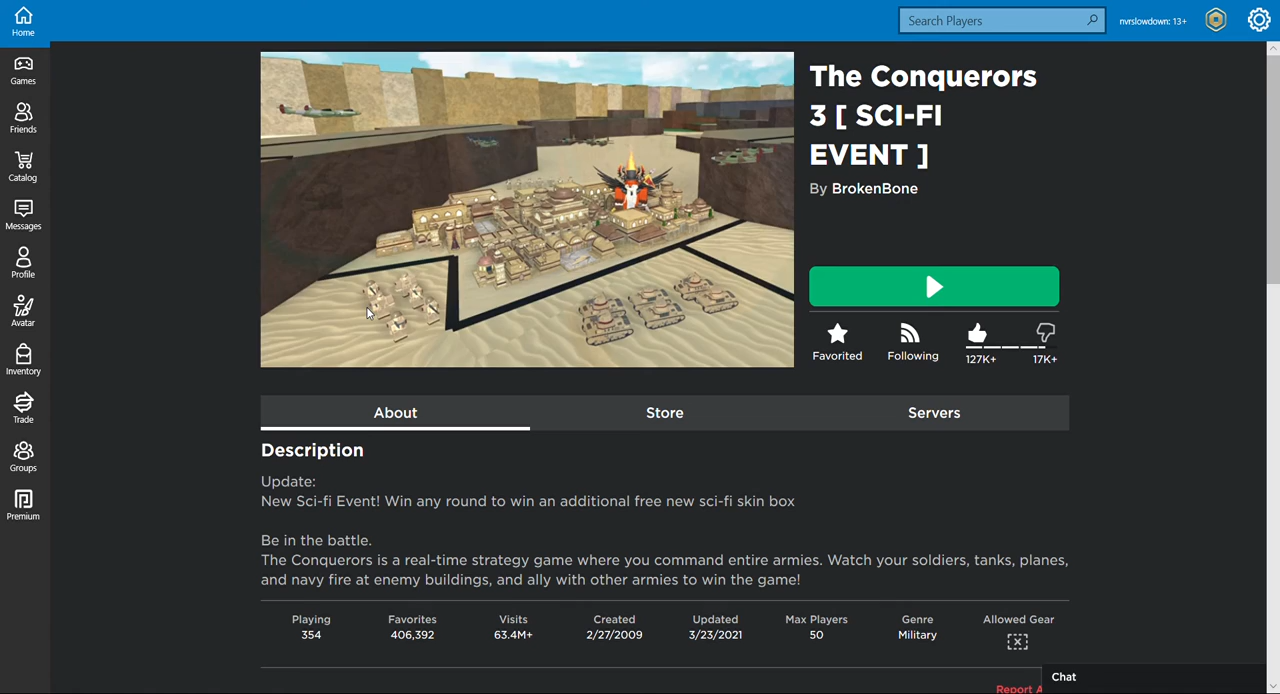 Home
Search Players
nvrslowdown: 13+
Games
Friends
Catalog
Messages
Profile
Avatar
Inventory
Trade
Groups
Premium
The Conquerors
3 [ SCI-FI
EVENT ]
By BrokenBone
Favorited
Following
127K+
17K+
About
Store
Servers
Description
Update:
New Sci-fi Event! Win any round to win an additional free new sci-fi skin box
Be in the battle.
The Conquerors is a real-time strategy game where you command entire armies. Watch your soldiers, tanks, planes,
and navy fire at enemy buildings, and ally with other armies to win the game!
Playing
354
Favorites
406,392
Visits
63.4M+
Created
2/27/2009
Updated
3/23/2021
Max Players
50
Genre
Military
Allowed Gear
Report A
Chat